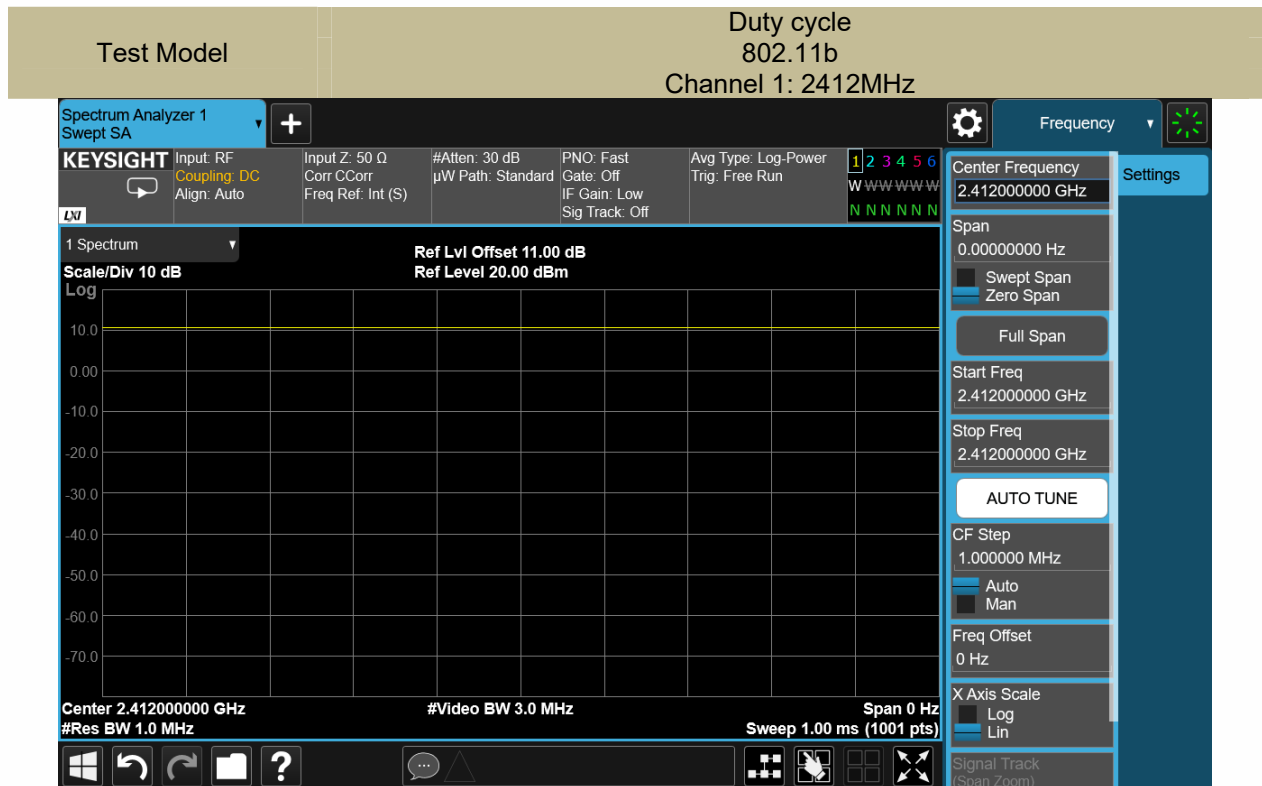 Test Model
Duty cycle
802.11b
Channel 1: 2412MHz
Spectrum Analyzer 1
Swept SA
+
Frequency
KEYSIGHT
LXI
Input: RF
Coupling: DC
Align: Auto
Input Z: 50 Ω
Corr CCorr
Freq Ref: Int (S)
#Atten: 30 dB
µW Path: Standard
PNO: Fast
Gate: Off
IF Gain: Low
Sig Track: Off
Avg Type: Log-Power
Trig: Free Run
1 2 3 4 5 6
W W W W W W
N N N N N N
1 Spectrum
Scale/Div 10 dB
Ref Lvl Offset 11.00 dB
Ref Level 20.00 dBm
Log
10.0
0.00
-10.0
-20.0
-30.0
-40.0
-50.0
-60.0
-70.0
Center 2.412000000 GHz
#Res BW 1.0 MHz
#Video BW 3.0 MHz
Span 0 Hz
Sweep 1.00 ms (1001 pts)
?
Center Frequency
2.412000000 GHz
Settings
Span
0.00000000 Hz
Swept Span
Zero Span
Full Span
Start Freq
2.412000000 GHz
Stop Freq
2.412000000 GHz
AUTO TUNE
CF Step
1.000000 MHz
Auto
Man
Freq Offset
0 Hz
X Axis Scale
Log
Lin
Signal Track
(Span Zoom)